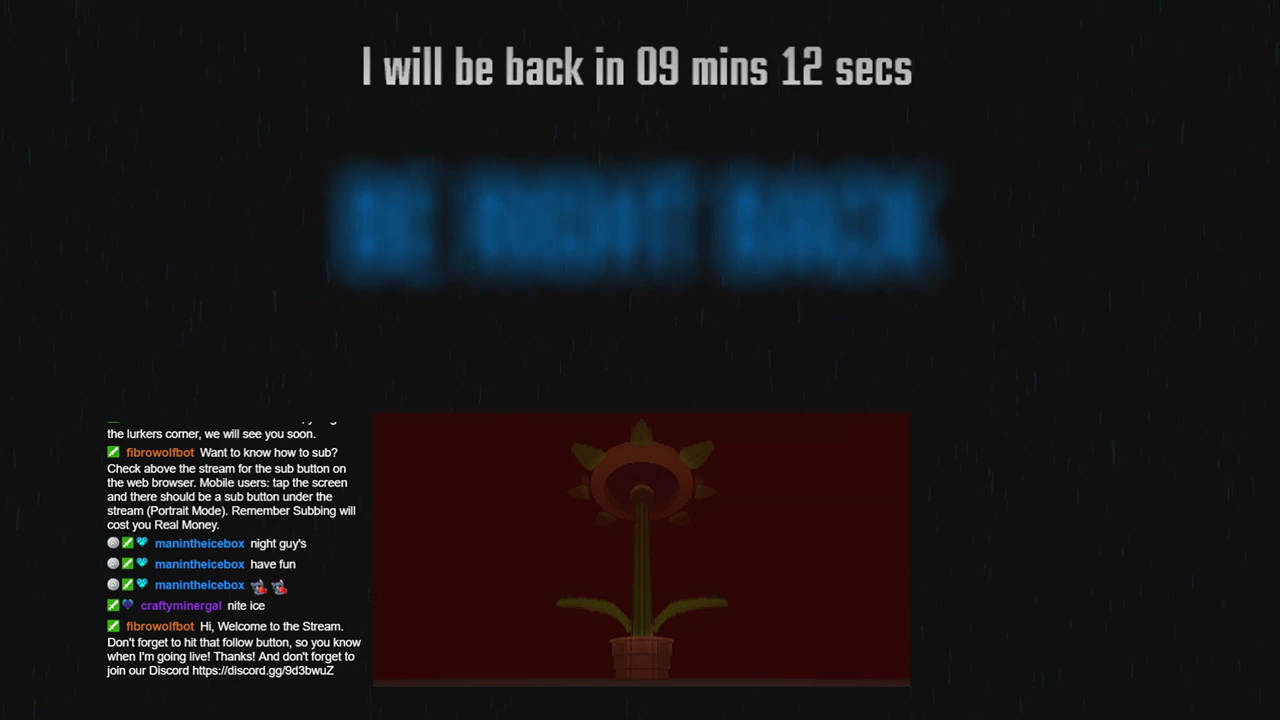 I will be back in 09 mins 12 secs
BE RIGHT BACK
the lurkers corner, we will see you soon.
fibrowolfbot Want to know how to sub?
Check above the stream for the sub button on
the web browser. Mobile users: tap the screen
and there should be a sub button under the
stream (Portrait Mode). Remember Subbing will
cost you Real Money.
manintheicebox night guy's
manintheicebox have fun
manintheicebox
craftyminergal nite ice
fibrowolfbot Hi, Welcome to the Stream.
Don't forget to hit that follow button, so you know
when I'm going live! Thanks! And don't forget to
join our Discord https://discord.gg/9d3bwuZ